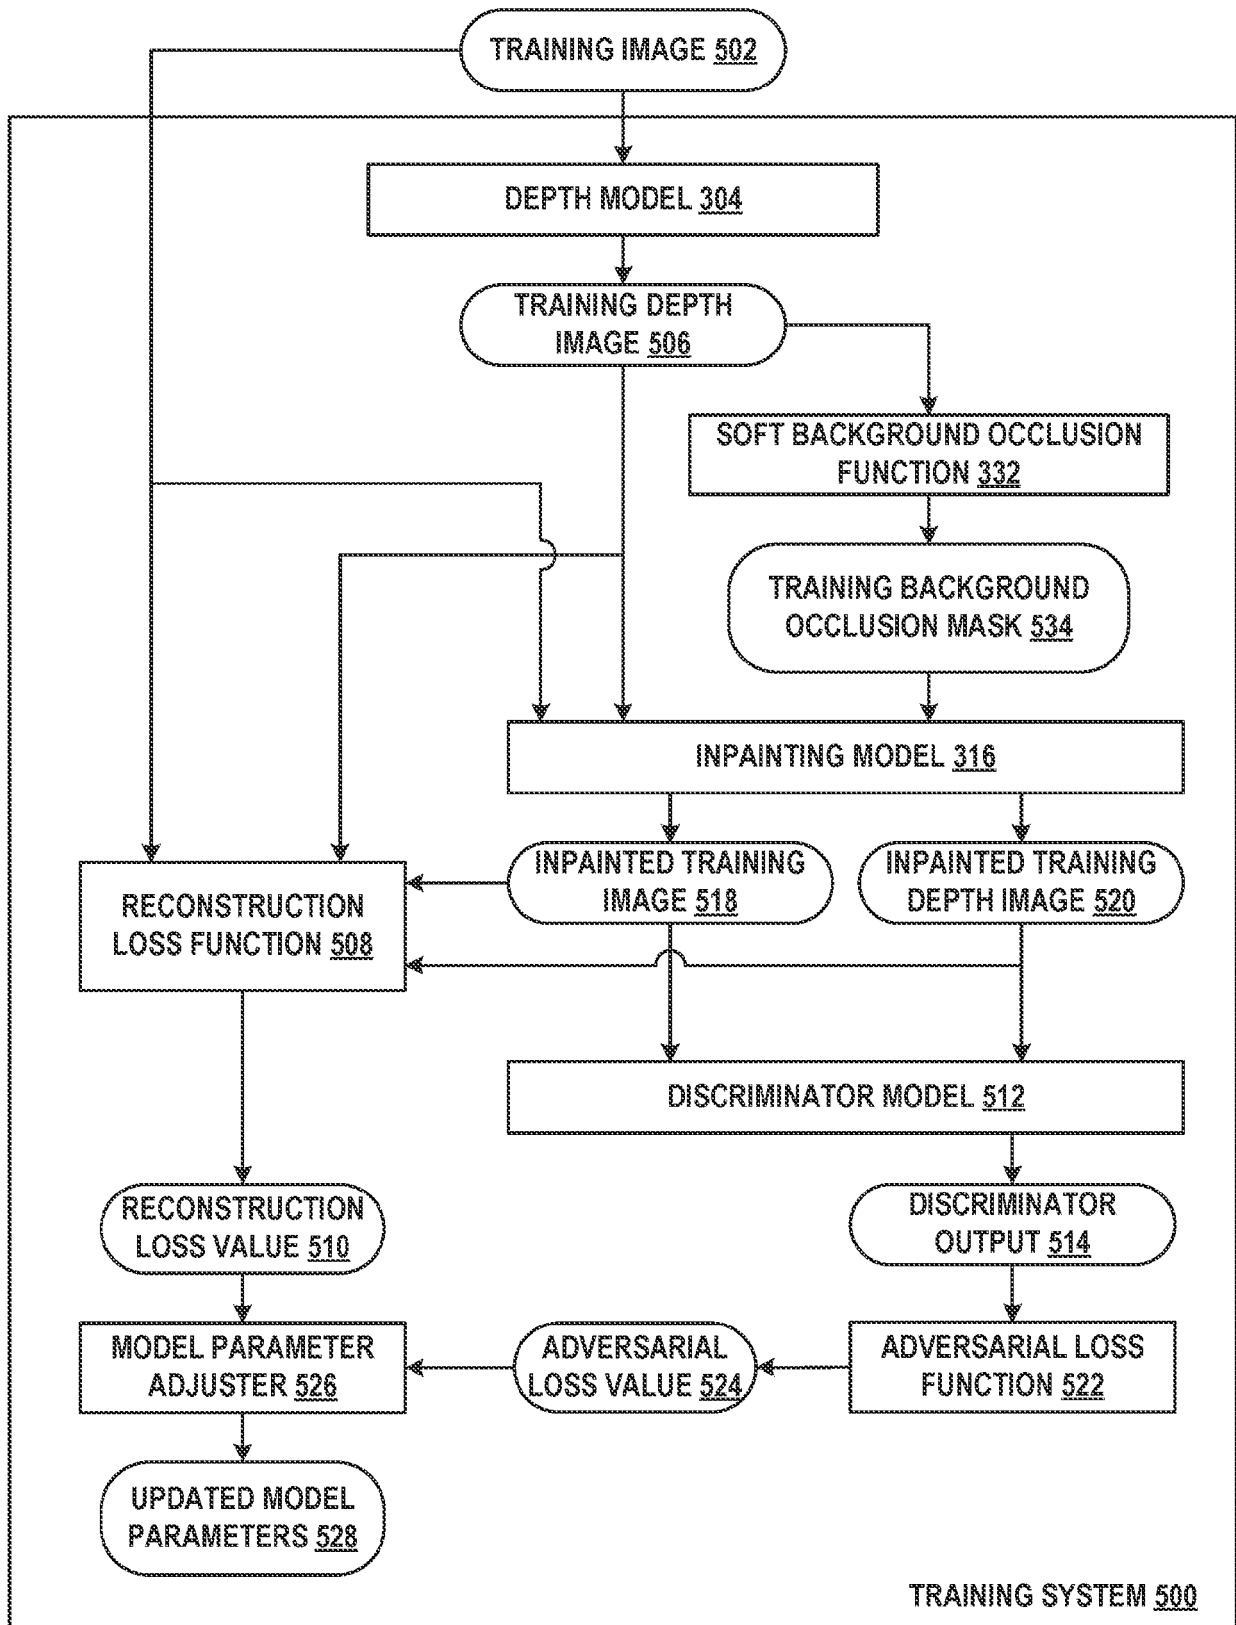 TRAINING IMAGE 502
DEPTH MODEL 304
TRAINING DEPTH
IMAGE 506
SOFT BACKGROUND OCCLUSION
FUNCTION 332
TRAINING BACKGROUND
OCCLUSION MASK 534
INPAINTING MODEL 316
INPAINTED TRAINING
IMAGE 518
INPAINTED TRAINING
DEPTH IMAGE 520
RECONSTRUCTION
LOSS FUNCTION 508
DISCRIMINATOR MODEL 512
RECONSTRUCTION
LOSS VALUE 510
DISCRIMINATOR
OUTPUT 514
MODEL PARAMETER
ADJUSTER 526
ADVERSARIAL
LOSS VALUE 524
ADVERSARIAL LOSS
FUNCTION 522
UPDATED MODEL
PARAMETERS 528
TRAINING SYSTEM 500